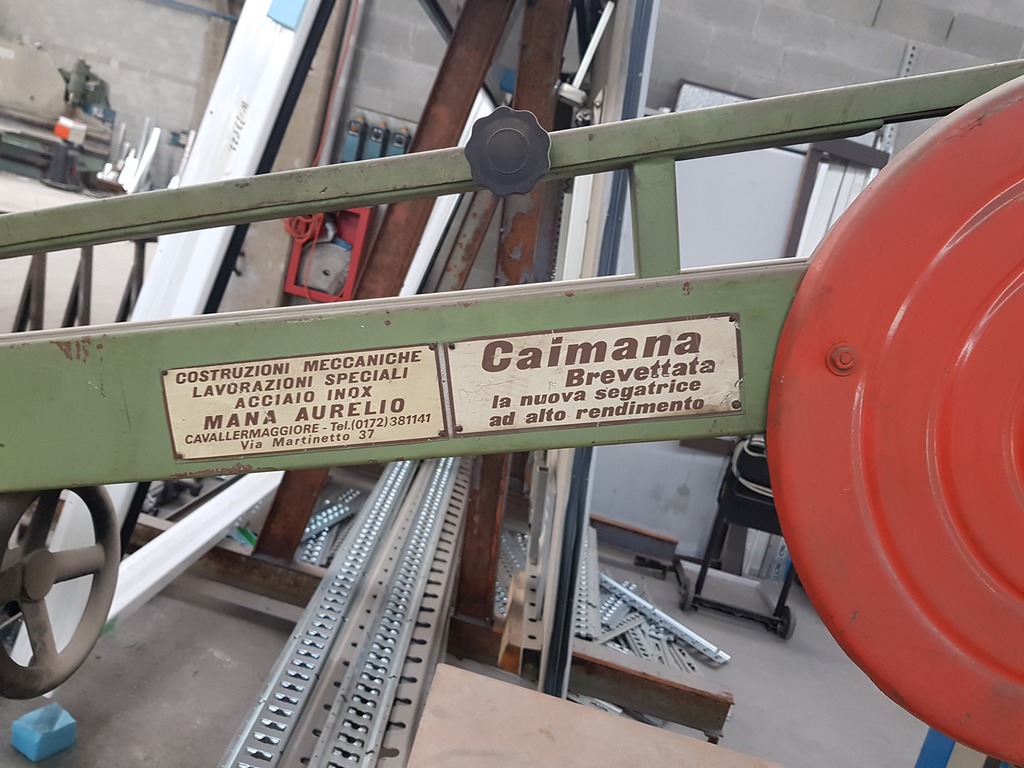 COSTRUZIONI MECCANICHE
LAVORAZIONI SPECIALI
ACCIAIO INOX
MANA AURELIO
CAVALLERMAGGIORE - Tel.(0172)381141
Via Martinetto 37
Caimana
Brevettata
la nuova segatrice
ad alto rendimento